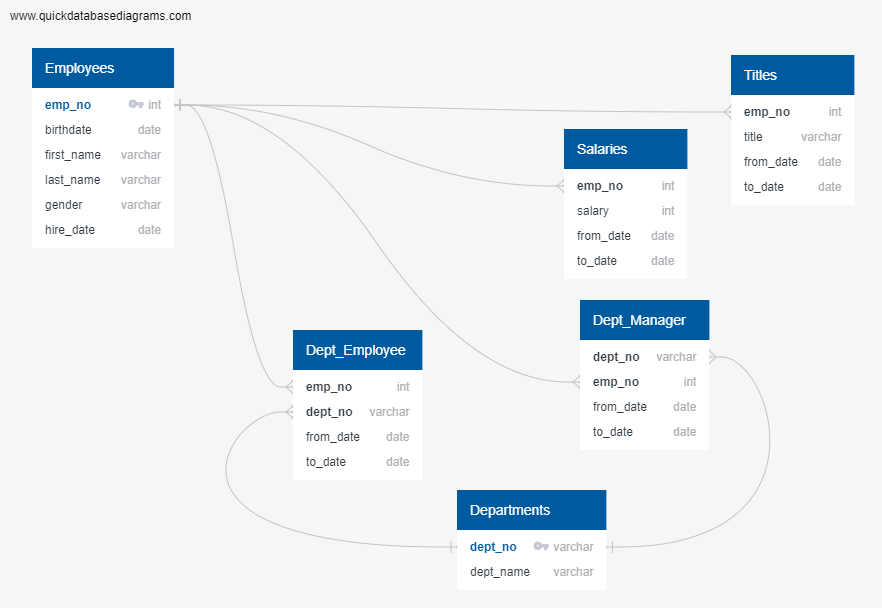 www.quickdatabasediagrams.com
Employees
emp_no int
birthdate date
first_name varchar
last_name varchar
gender varchar
hire_date date
Titles
emp_no int
title varchar
from_date date
to_date date
Salaries
emp_no int
salary int
from_date date
to_date date
Dept_Manager
dept_no varchar
emp_no int
from_date date
to_date date
Dept_Employee
emp_no int
dept_no varchar
from_date date
to_date date
Departments
dept_no varchar
dept_name varchar